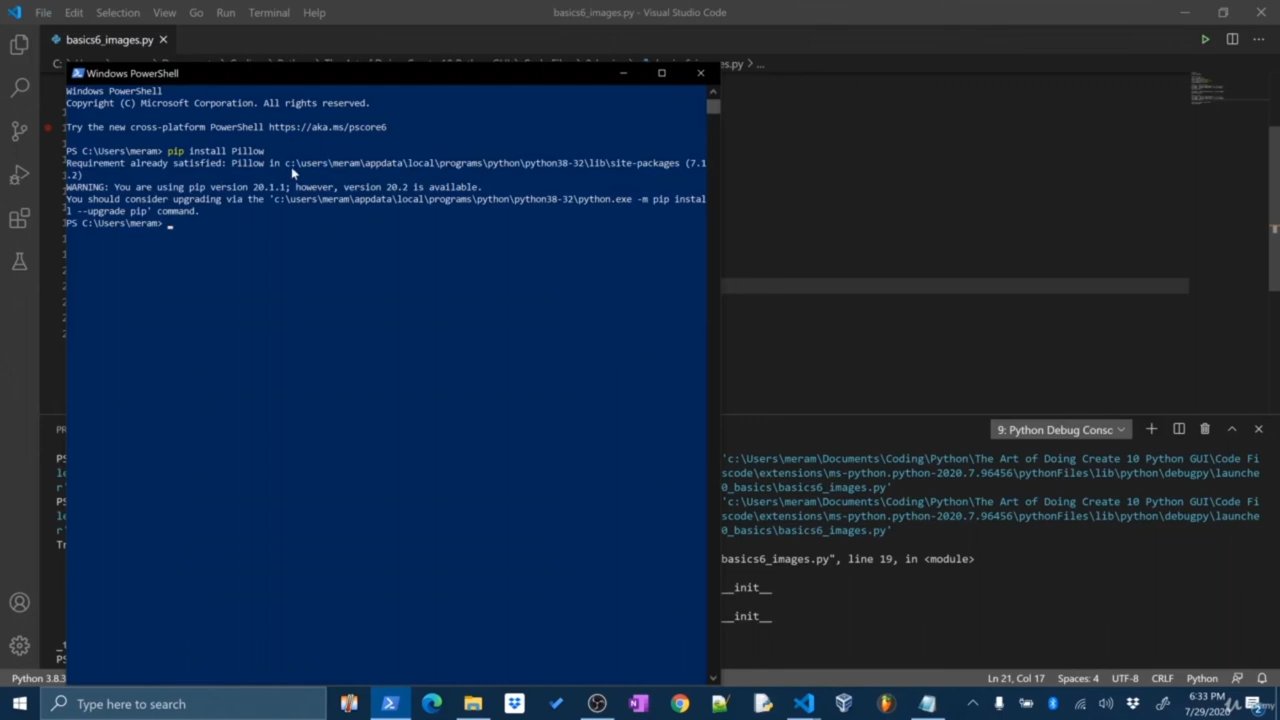 File Edit Selection View Go Run Terminal Help
basics6_images.py - Visual Studio Code
basics6_images.py
Windows PowerShell
Windows PowerShell
Copyright (C) Microsoft Corporation. All rights reserved.
Try the new cross-platform PowerShell https://aka.ms/pscore6
PS C:\Users\meram> pip install Pillow
Requirement already satisfied: Pillow in c:\users\meram\appdata\local\programs\python\python38-32\lib\site-packages (7.1
.2)
WARNING: You are using pip version 20.1.1; however, version 20.2 is available.
You should consider upgrading via the 'c:\users\meram\appdata\local\programs\python\python38-32\python.exe -m pip instal
l --upgrade pip' command.
PS C:\Users\meram>
9: Python Debug Consc
'c:\Users\meram\Documents\Coding\Python\The Art of Doing Create 10 Python GUI\Code Fi
scode\extensions\ms-python.python-2020.7.96456\pythonFiles\lib\python\debugpy\launche
0_basics\basics6_images.py'
'c:\Users\meram\Documents\Coding\Python\The Art of Doing Create 10 Python GUI\Code Fi
scode\extensions\ms-python.python-2020.7.96456\pythonFiles\lib\python\debugpy\launche
0_basics\basics6_images.py'
basics6_images.py", line 19, in <module>
__init__
__init__
Python 3.8.3
Ln 21, Col 17 Spaces: 4 UTF-8 CRLF Python
Type here to search
6:33 PM
7/29/2020